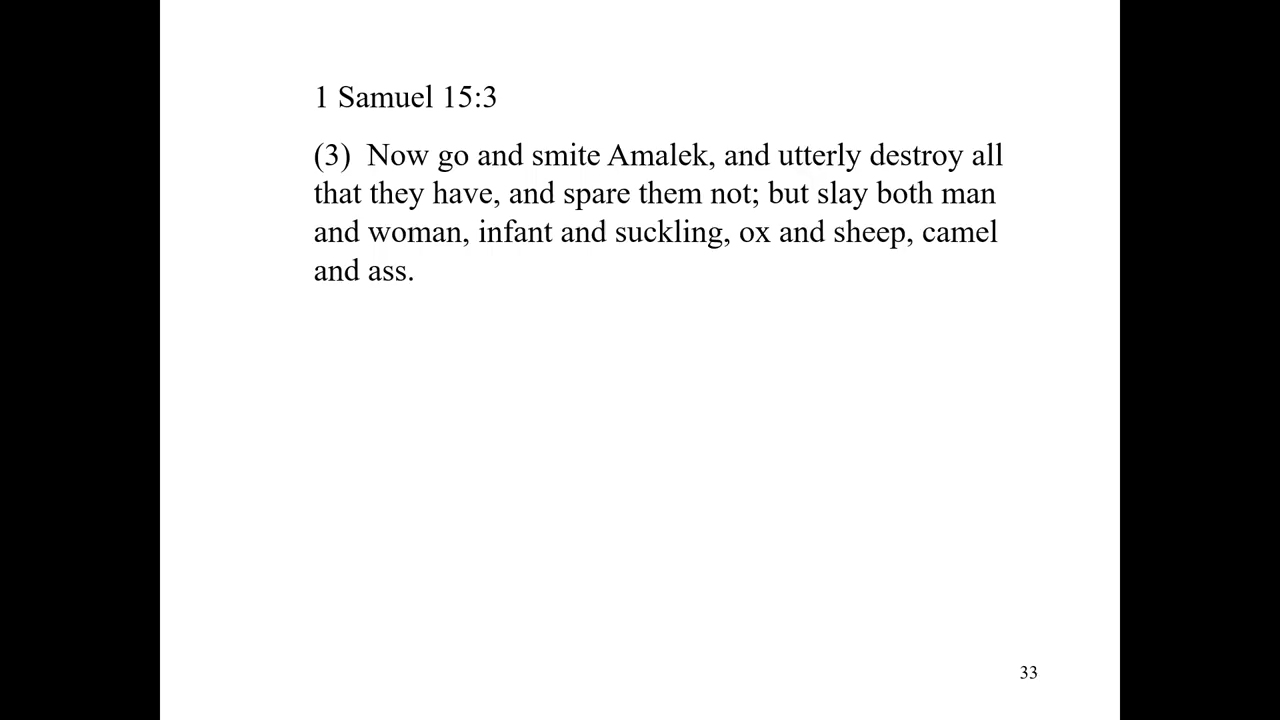 1 Samuel 15:3
(3)  Now go and smite Amalek, and utterly destroy all
that they have, and spare them not; but slay both man
and woman, infant and suckling, ox and sheep, camel
and ass.
33